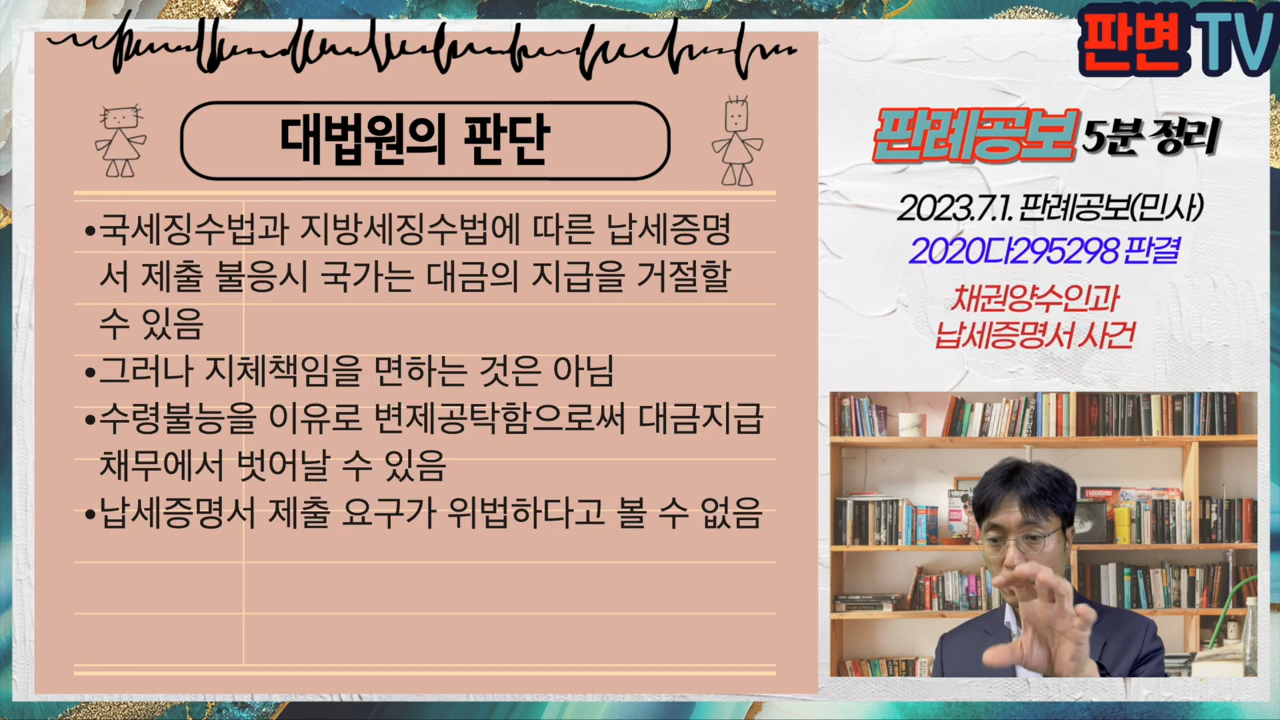 판변 TV
대법원의 판단
•국세징수법과 지방세징수법에 따른 납세증명
서 제출 불응시 국가는 대금의 지급을 거절할
수 있음
•그러나 지체책임을 면하는 것은 아님
•수령불능을 이유로 변제공탁함으로써 대금지급
채무에서 벗어날 수 있음
•납세증명서 제출 요구가 위법하다고 볼 수 없음
판례공보 5분 정리
2023.7.1. 판례공보(민사)
2020다295298 판결
채권양수인과
납세증명서 사건